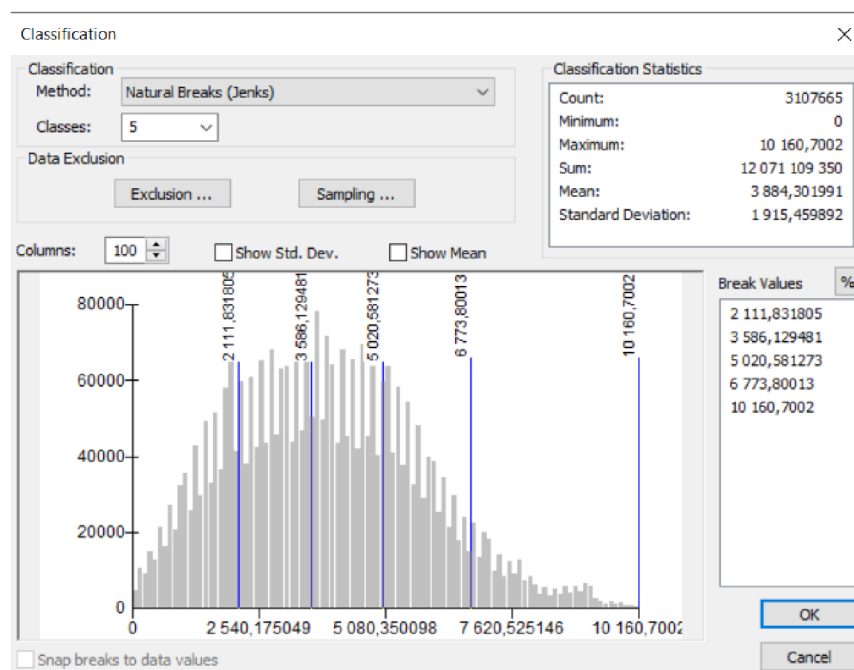 Classification
Classification
Method: Natural Breaks (Jenks)
Classes: 5
Data Exclusion
Exclusion ...
Sampling ...
Classification Statistics
Count: 3107665
Minimum: 0
Maximum: 10 160,7002
Sum: 12 071 109 350
Mean: 3 884,301991
Standard Deviation: 1 915,459892
Columns: 100
Show Std. Dev.
Show Mean
2 111,831805
3 586,129481
5 020,581273
6 773,80013
10 160,7002
80000
60000
40000
20000
0
0 2 540,175049 5 080,350098 7 620,525146 10 160,7002
Break Values %
2 111,831805
3 586,129481
5 020,581273
6 773,80013
10 160,7002
OK
Cancel
Snap breaks to data values